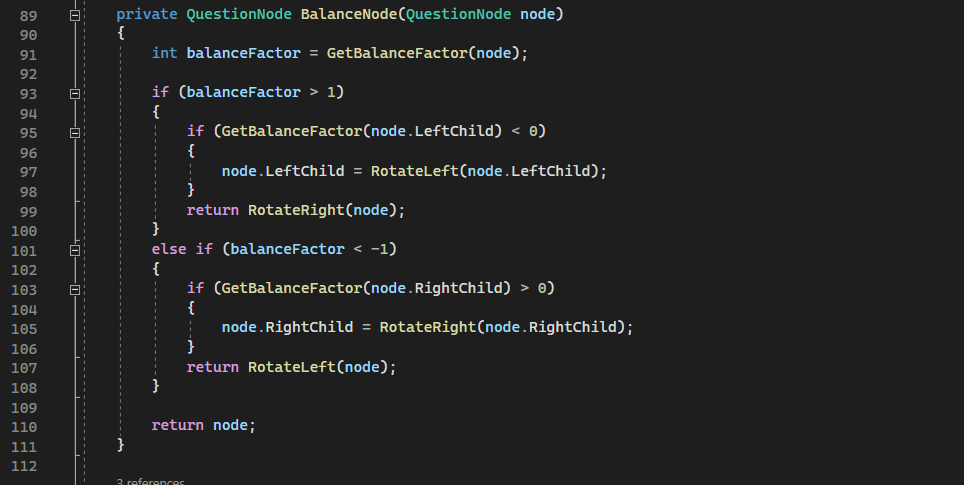 89 private QuestionNode BalanceNode(QuestionNode node)
90 {
91 int balanceFactor = GetBalanceFactor(node);
92
93 if (balanceFactor > 1)
94 {
95 if (GetBalanceFactor(node.LeftChild) < 0)
96 {
97 node.LeftChild = RotateLeft(node.LeftChild);
98 }
99 return RotateRight(node);
100 }
101 else if (balanceFactor < -1)
102 {
103 if (GetBalanceFactor(node.RightChild) > 0)
104 {
105 node.RightChild = RotateRight(node.RightChild);
106 }
107 return RotateLeft(node);
108 }
109
110 return node;
111 }
112
3 references